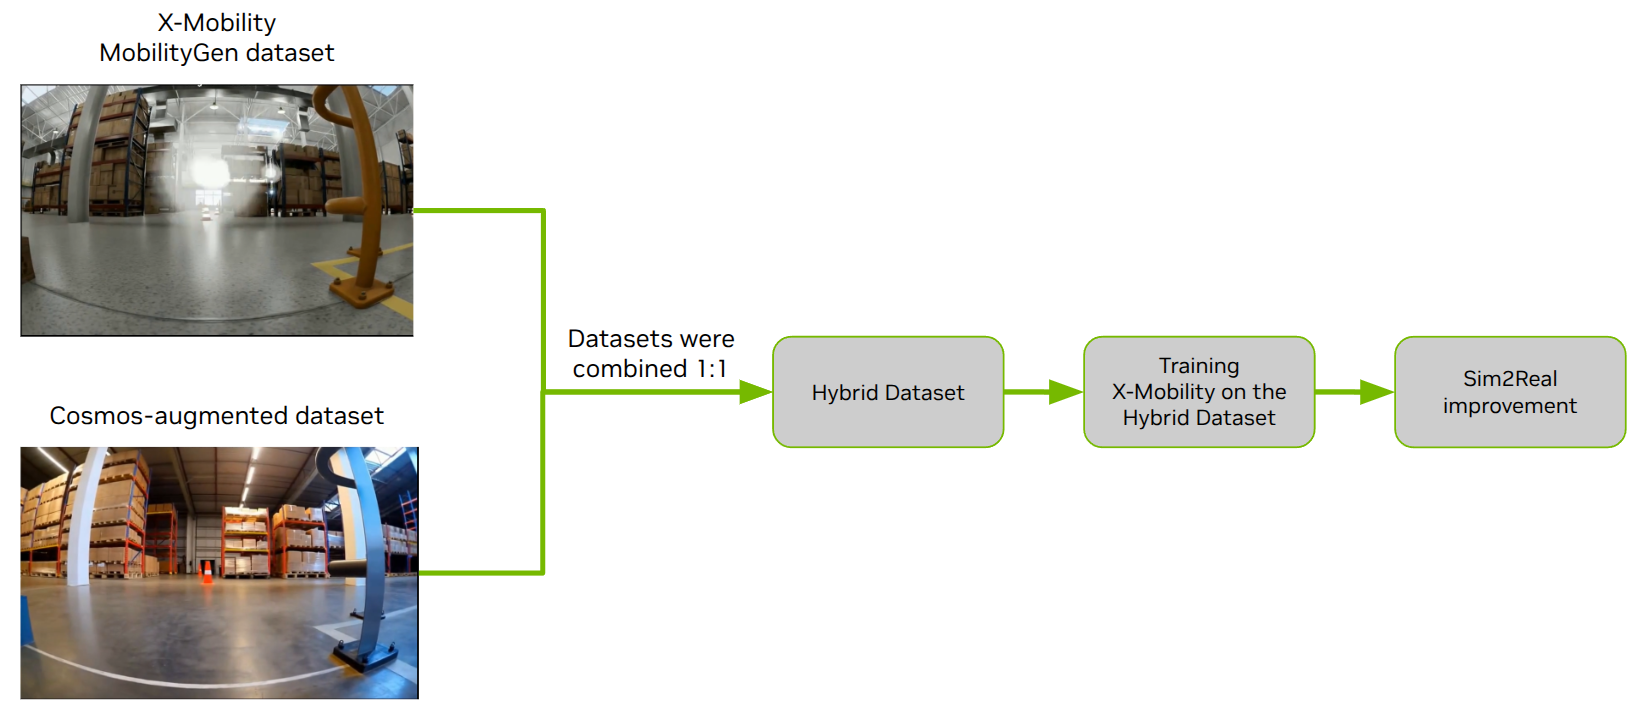 X-Mobility
MobilityGen dataset
Datasets were
combined 1:1
Hybrid Dataset
Training
X-Mobility on the
Hybrid Dataset
Sim2Real
improvement
Cosmos-augmented dataset